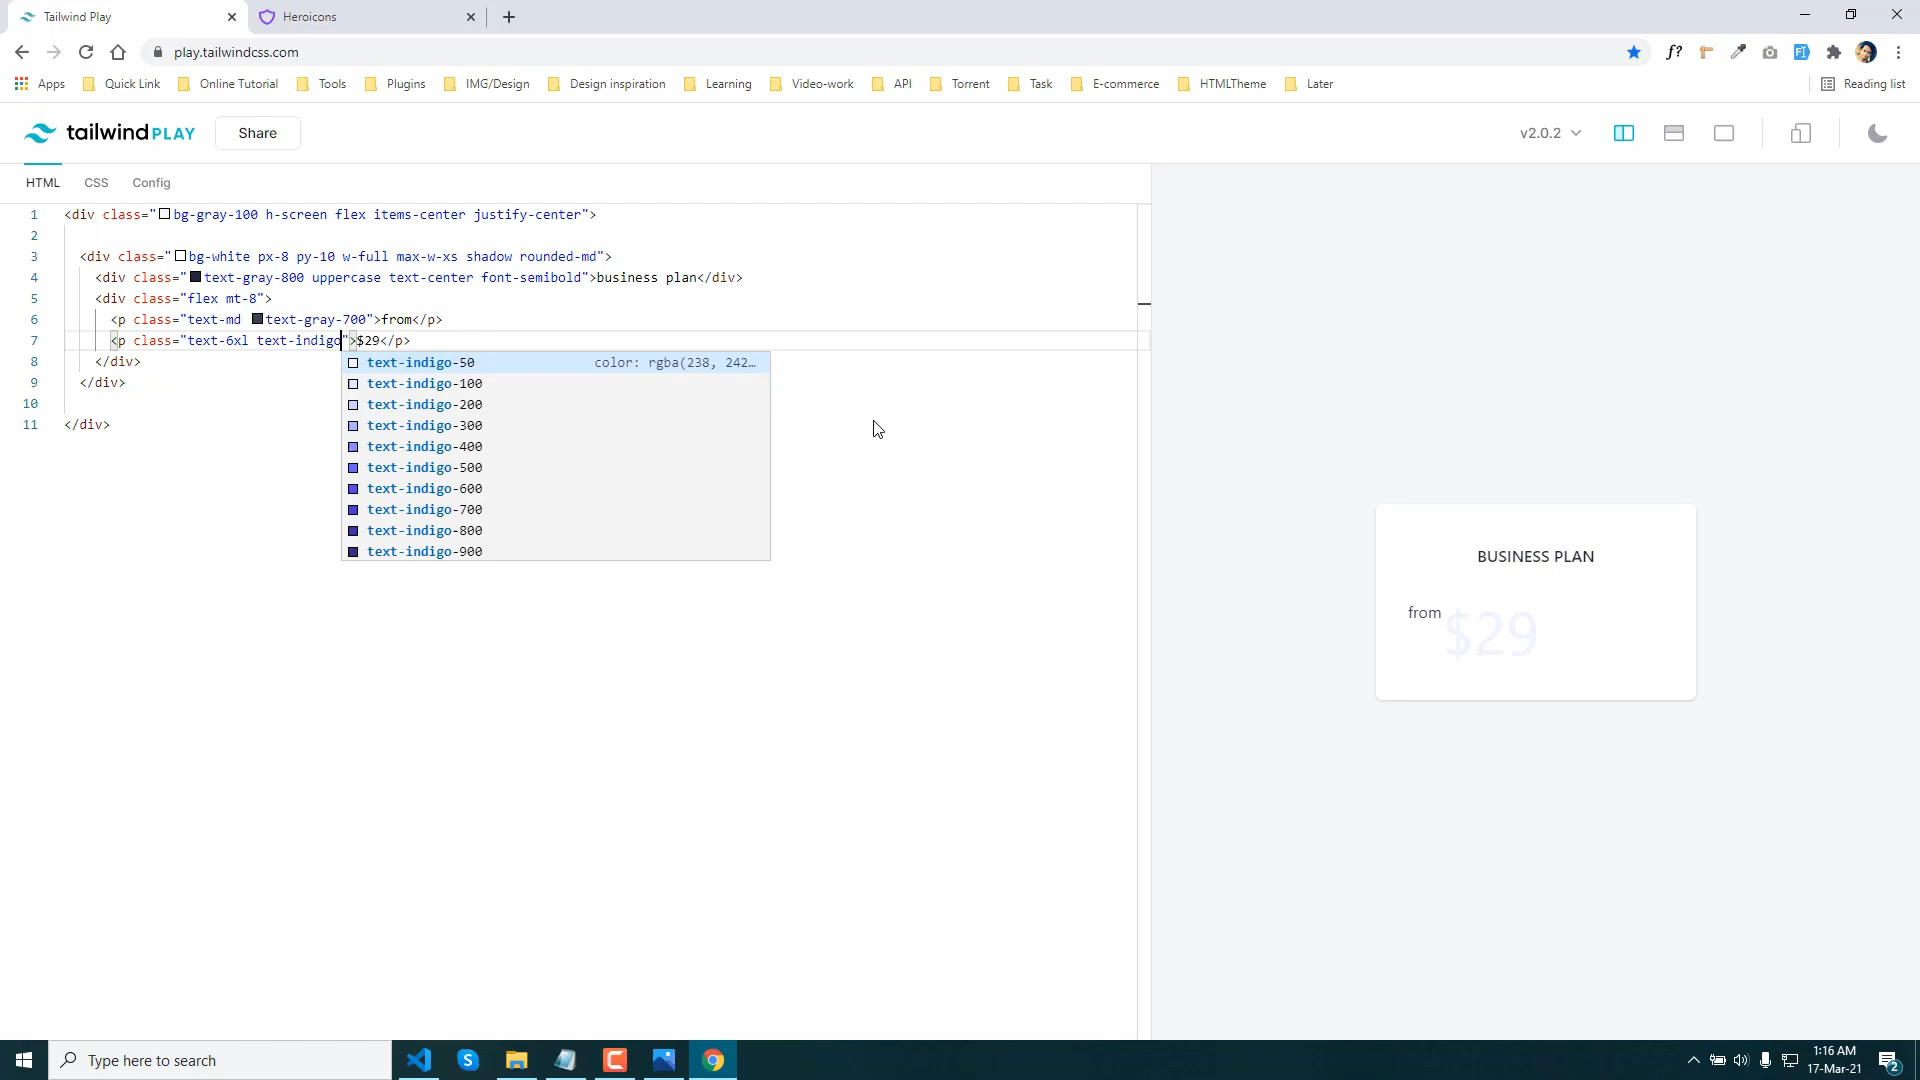 Tailwind Play
Heroicons
play.tailwindcss.com
f?
Apps
Quick Link
Online Tutorial
Tools
Plugins
IMG/Design
Design inspiration
Learning
Video-work
API
Torrent
Task
E-commerce
HTMLTheme
Later
Reading list
tailwind PLAY
Share
v2.0.2
HTML
CSS
Config
1 <div class="bg-gray-100 h-screen flex items-center justify-center">
2
3 <div class="bg-white px-8 py-10 w-full max-w-xs shadow rounded-md">
4 <div class="text-gray-800 uppercase text-center font-semibold">business plan</div>
5 <div class="flex mt-8">
6 <p class="text-md text-gray-700">from</p>
7 <p class="text-6xl text-indigo">$29</p>
8 </div>
9 </div>
10
11 </div>
text-indigo-50 color: rgba(238, 242…
text-indigo-100
text-indigo-200
text-indigo-300
text-indigo-400
text-indigo-500
text-indigo-600
text-indigo-700
text-indigo-800
text-indigo-900
BUSINESS PLAN
from $29
Type here to search
1:16 AM
17-Mar-21
2